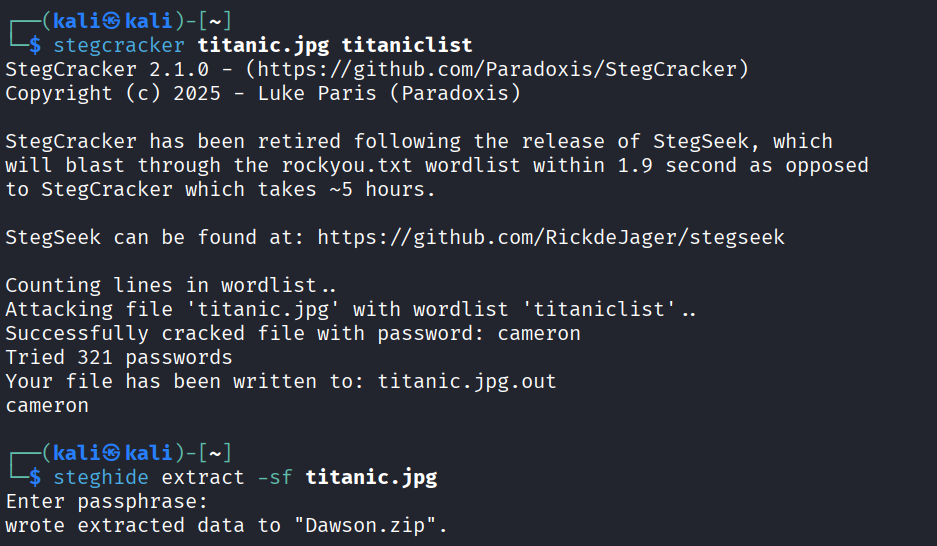 ┌──(kali㉿kali)-[~]
└─$ stegcracker titanic.jpg titaniclist
StegCracker 2.1.0 - (https://github.com/Paradoxis/StegCracker)
Copyright (c) 2025 - Luke Paris (Paradoxis)
StegCracker has been retired following the release of StegSeek, which
will blast through the rockyou.txt wordlist within 1.9 second as opposed
to StegCracker which takes ~5 hours.
StegSeek can be found at: https://github.com/RickdeJager/stegseek
Counting lines in wordlist..
Attacking file 'titanic.jpg' with wordlist 'titaniclist'..
Successfully cracked file with password: cameron
Tried 321 passwords
Your file has been written to: titanic.jpg.out
cameron
┌──(kali㉿kali)-[~]
└─$ steghide extract -sf titanic.jpg
Enter passphrase:
wrote extracted data to "Dawson.zip".